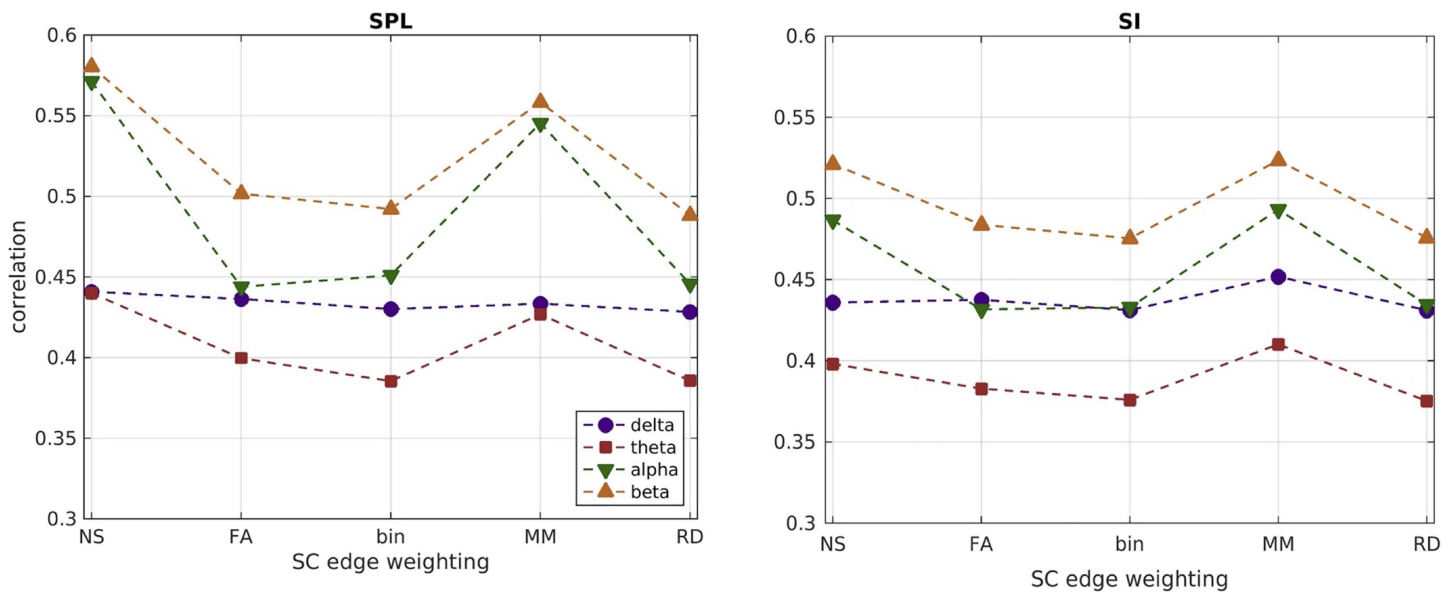 SPL
0.6
0.55
0.5
0.45
0.4
0.35
0.3
correlation
NS FA bin MM RD
SC edge weighting
delta
theta
alpha
beta
SI
0.6
0.55
0.5
0.45
0.4
0.35
0.3
NS FA bin MM RD
SC edge weighting